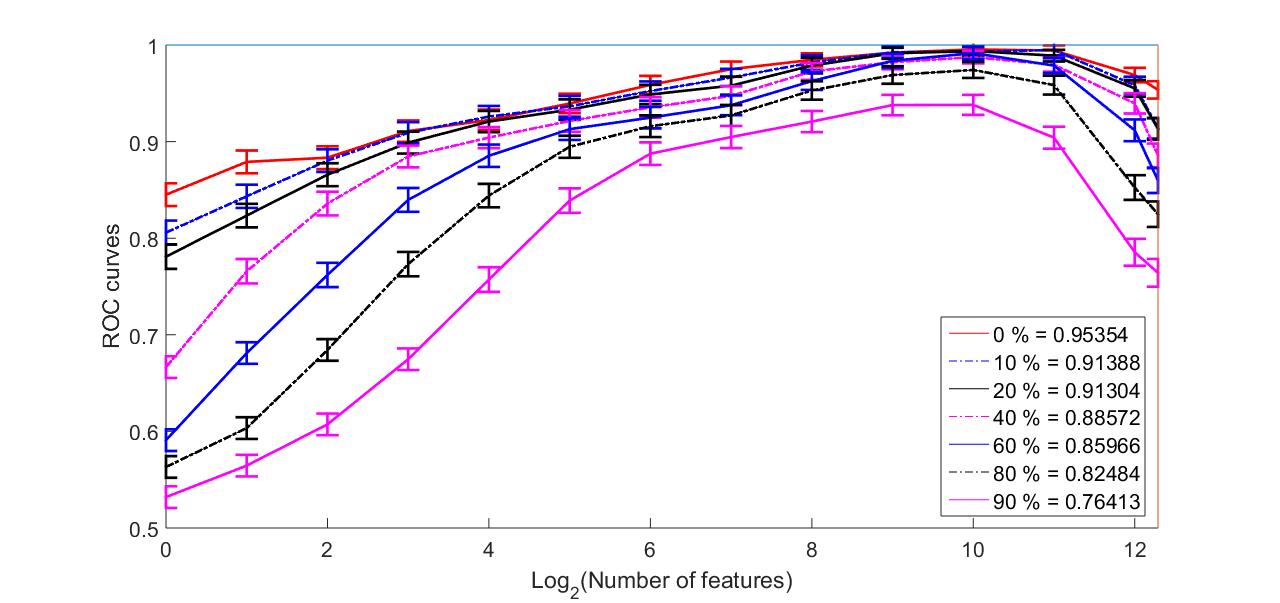 ROC curves
1
0.9
0.8
0.7
0.6
0.5
0 2 4 6 8 10 12
Log2(Number of features)
0 % = 0.95354
10 % = 0.91388
20 % = 0.91304
40 % = 0.88572
60 % = 0.85966
80 % = 0.82484
90 % = 0.76413